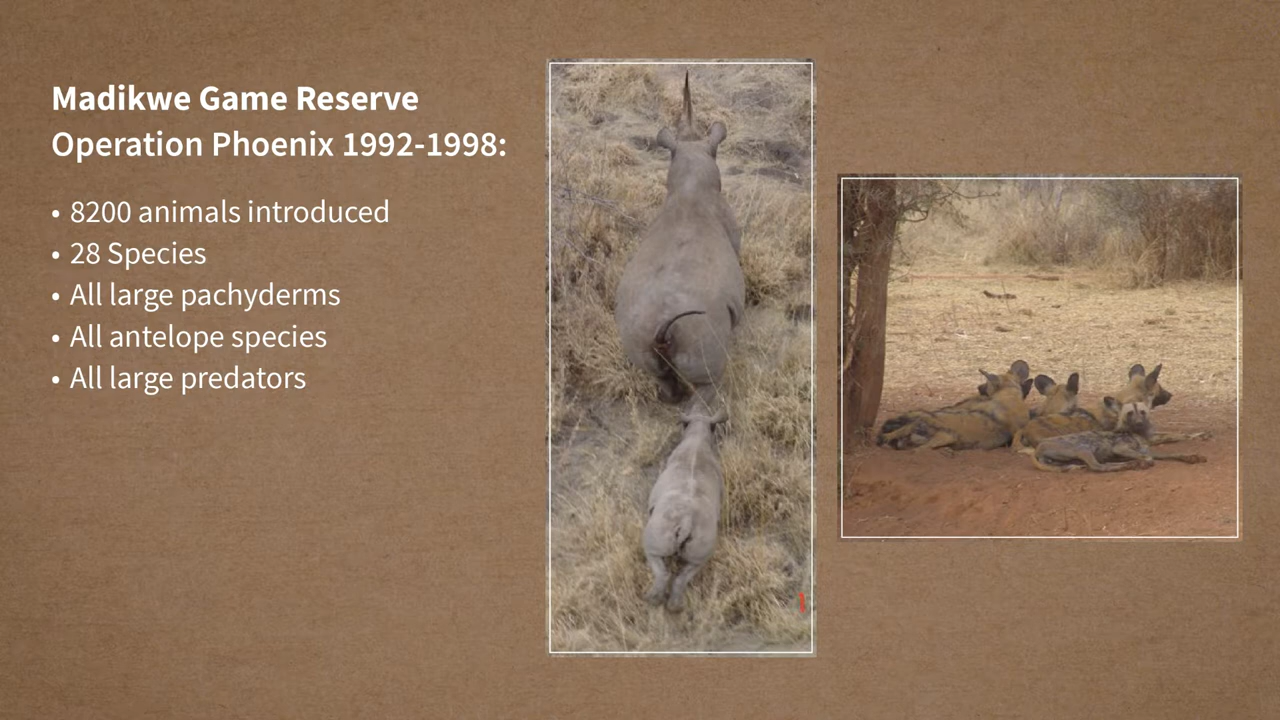 Madikwe Game Reserve
Operation Phoenix 1992-1998:
• 8200 animals introduced
• 28 Species
• All large pachyderms
• All antelope species
• All large predators